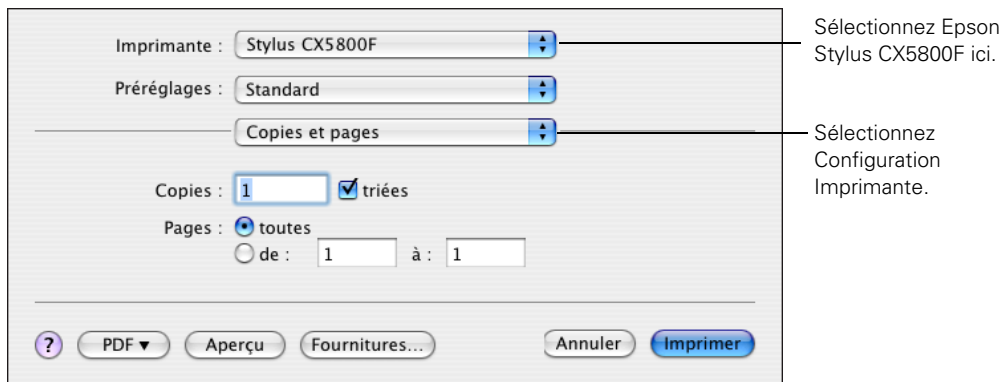 Imprimante : Stylus CX5800F
Sélectionnez Epson
Stylus CX5800F ici.
Préréglages : Standard
Copies et pages
Sélectionnez
Configuration
Imprimante.
Copies : 1 triées
Pages : toutes
de : 1 à : 1
? PDF ▼ Aperçu Fournitures... Annuler Imprimer